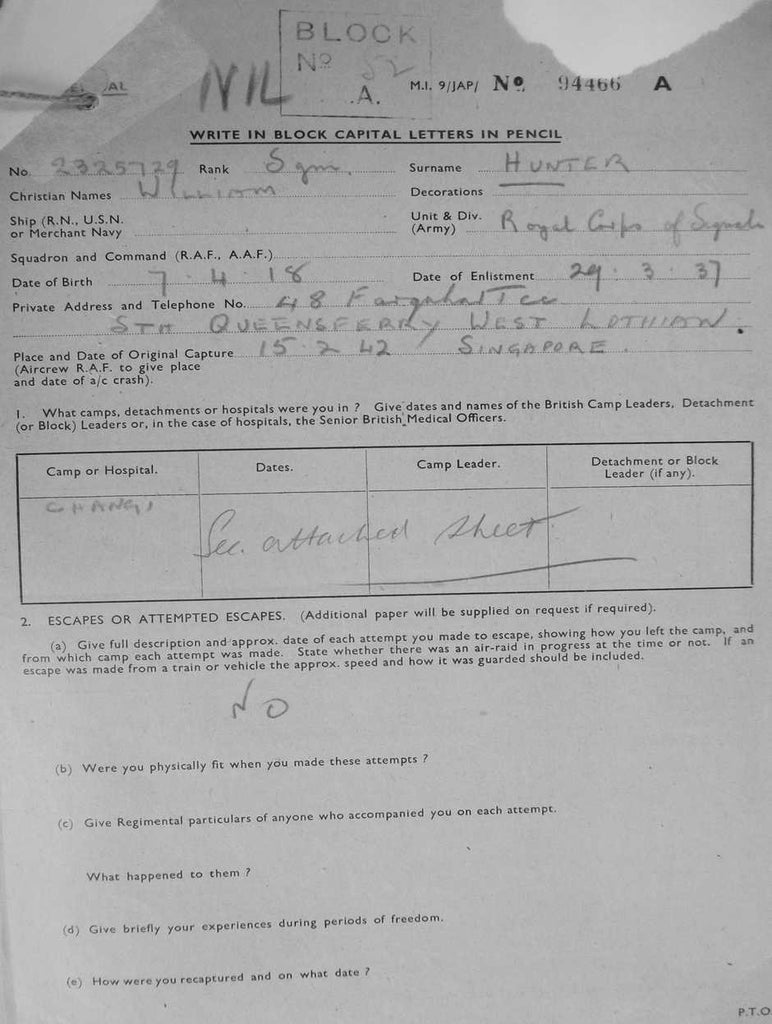 BLOCK
NIL No 52
.A. M.I. 9/JAP/ No 94466 A
WRITE IN BLOCK CAPITAL LETTERS IN PENCIL
No. 2325729 Rank Sgm. Surname HUNTER
Christian Names WILLIAM Decorations
Ship (R.N., U.S.N. or Merchant Navy Unit & Div. (Army) Royal Corps of Signals
Squadron and Command (R.A.F., A.A.F.)
Date of Birth 7.4.18 Date of Enlistment 29.3.37
Private Address and Telephone No. 48 Farquhar Tce
STH QUEENSFERRY WEST LOTHIAN.
Place and Date of Original Capture 15.2.42 SINGAPORE.
(Aircrew R.A.F. to give place
and date of a/c crash).
1. What camps, detachments or hospitals were you in ? Give dates and names of the British Camp Leaders, Detachment
(or Block) Leaders or, in the case of hospitals, the Senior British Medical Officers.
Camp or Hospital. Dates. Camp Leader. Detachment or Block Leader (if any).
CHANGI
See. attached sheet
2. ESCAPES OR ATTEMPTED ESCAPES. (Additional paper will be supplied on request if required).
(a) Give full description and approx. date of each attempt you made to escape, showing how you left the camp, and
from which camp each attempt was made. State whether there was an air-raid in progress at the time or not. If an
escape was made from a train or vehicle the approx. speed and how it was guarded should be included.
NO
(b) Were you physically fit when you made these attempts ?
(c) Give Regimental particulars of anyone who accompanied you on each attempt.
What happened to them ?
(d) Give briefly your experiences during periods of freedom.
(e) How were you recaptured and on what date ?
P.T.O